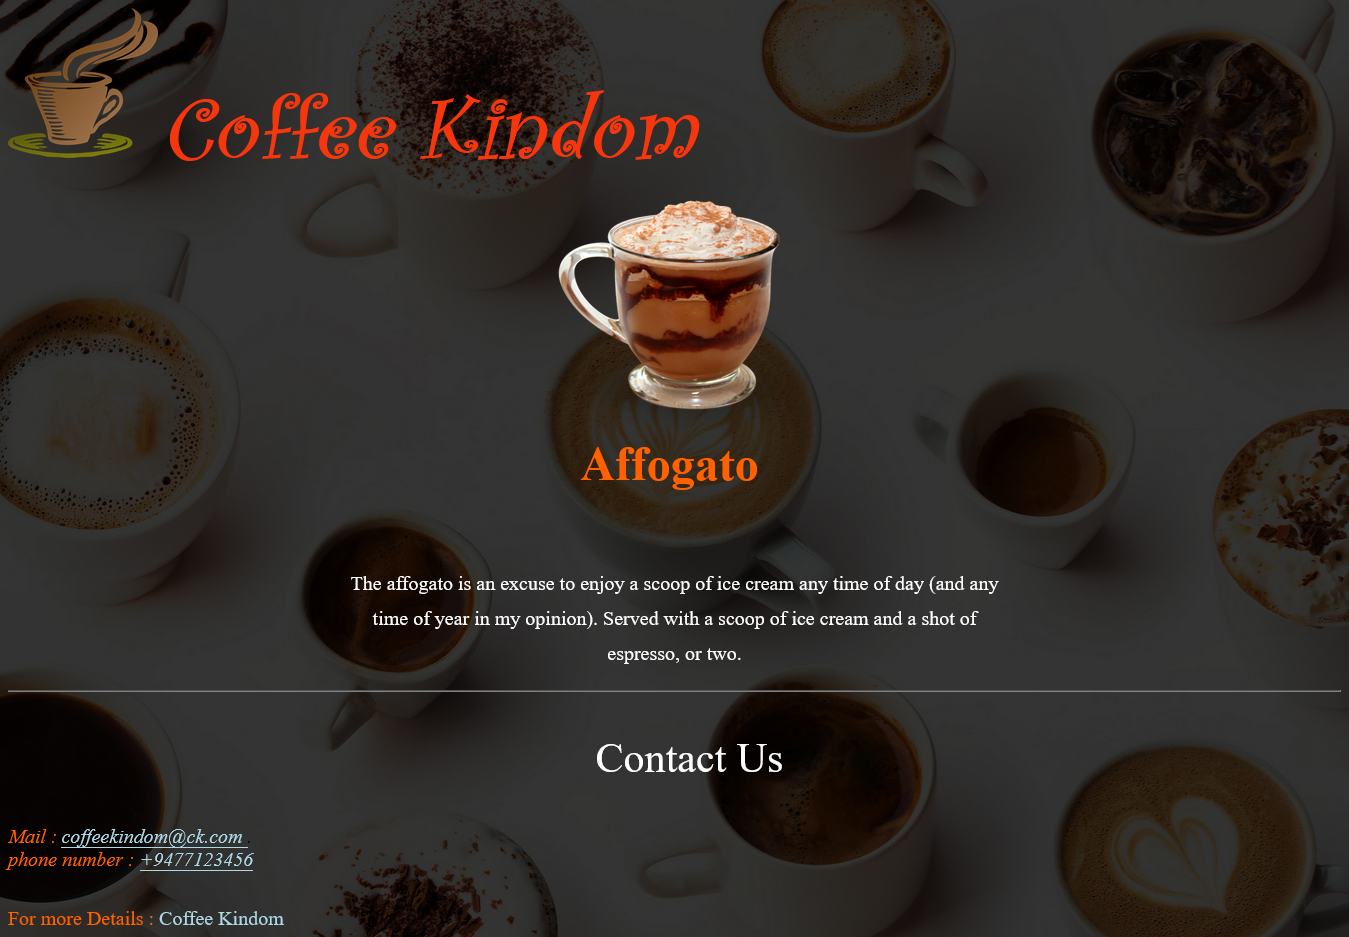 Coffee Kindom
Affogato
The affogato is an excuse to enjoy a scoop of ice cream any time of day (and any
time of year in my opinion). Served with a scoop of ice cream and a shot of
espresso, or two.
Contact Us
Mail : coffeekindom@ck.com
phone number : +9477123456
For more Details : Coffee Kindom